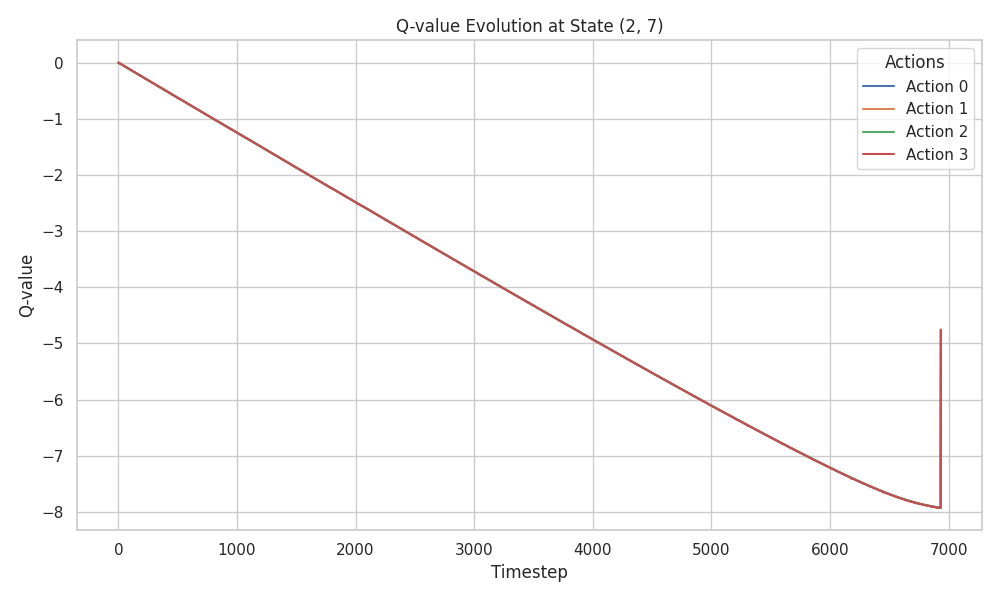 Q-value Evolution at State (2, 7)
Actions
Action 0
Action 1
Action 2
Action 3
Q-value
0
−1
−2
−3
−4
−5
−6
−7
−8
0 1000 2000 3000 4000 5000 6000 7000
Timestep